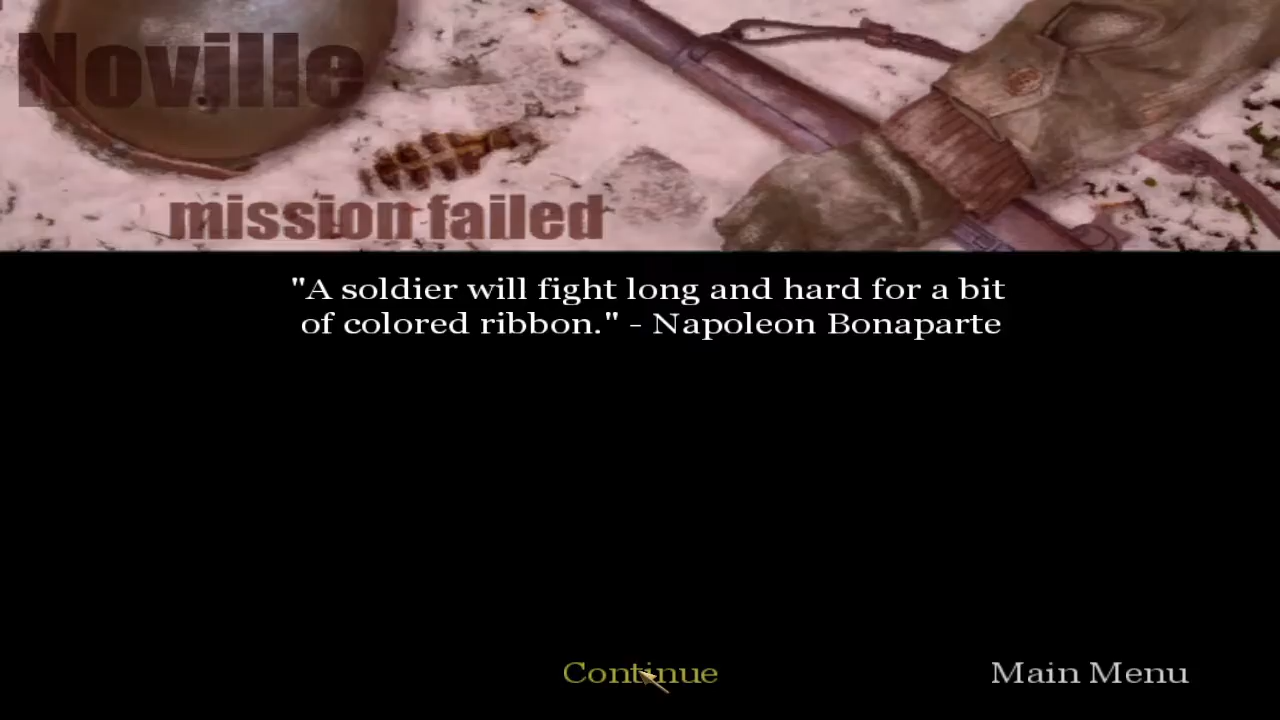 Noville
mission failed
"A soldier will fight long and hard for a bit
of colored ribbon." - Napoleon Bonaparte
Continue
Main Menu